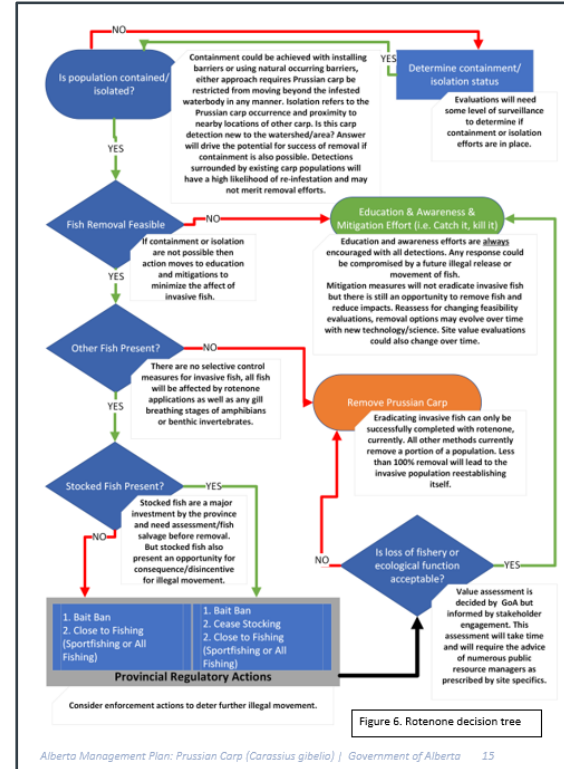 NO
Is population contained/
isolated?
Containment could be achieved with installing
barriers or using natural occurring barriers,
either approach requires Prussian carp be
restricted from moving beyond the infested
waterbody in any manner. Isolation refers to the
Prussian carp occurrence and proximity to
nearby locations of other carp. Is this carp
detection new to the watershed/area? Answer
will drive the potential for success of removal if
containment is also possible. Detections
surrounded by existing carp populations will
have a high likelihood of re-infestation and may
not merit removal efforts.
YES
Determine containment/
isolation status
Evaluations will need
some level of surveillance
to determine if
containment or isolation
efforts are in place.
YES
Fish Removal Feasible
NO
If containment or isolation
are not possible then
action moves to education
and mitigations to
minimize the affect of
invasive fish.
Education & Awareness &
Mitigation Effort (i.e. Catch it, kill it)
Education and awareness efforts are always
encouraged with all detections. Any response could
be compromised by a future illegal release or
movement of fish.
Mitigation measures will not eradicate invasive fish
but there is still an opportunity to remove fish and
reduce impacts. Reassess for changing feasibility
evaluations, removal options may evolve over time
with new technology/science. Site value evaluations
could also change over time.
YES
Other Fish Present?
NO
There are no selective control
measures for invasive fish, all fish
will be affected by rotenone
applications as well as any gill
breathing stages of amphibians
or benthic invertebrates.
Remove Prussian Carp
Eradicating invasive fish can only be
successfully completed with rotenone,
currently. All other methods currently
remove a portion of a population. Less
than 100% removal will lead to the
invasive population reestablishing
itself.
YES
Stocked Fish Present?
YES
Stocked fish are a major
investment by the province
and need assessment/fish
salvage before removal.
But stocked fish also
present an opportunity for
consequence/disincentive
for illegal movement.
NO
NO
Is loss of fishery or
ecological function
acceptable?
YES
Value assessment is
decided by GoA but
informed by stakeholder
engagement. This
assessment will take time
and will require the advice
of numerous public
resource managers as
prescribed by site specifics.
1. Bait Ban
2. Close to Fishing
(Sportfishing or All
Fishing)
1. Bait Ban
2. Cease Stocking
2. Close to Fishing
(Sportfishing or All
Fishing)
Provincial Regulatory Actions
Consider enforcement actions to deter further illegal movement.
Figure 6. Rotenone decision tree
Alberta Management Plan: Prussian Carp (Carassius gibelio) | Government of Alberta 15